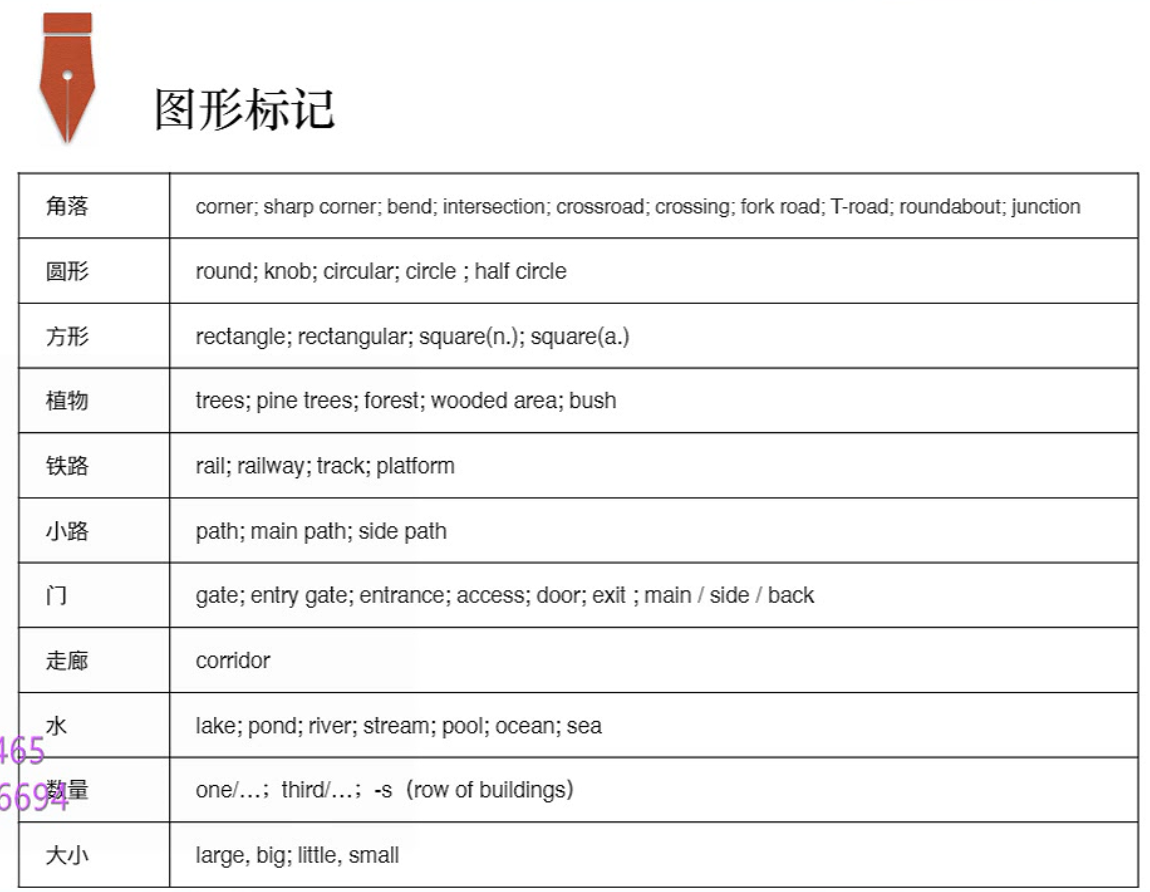 图形标记
角落 corner; sharp corner; bend; intersection; crossroad; crossing; fork road; T-road; roundabout; junction
圆形 round; knob; circular; circle ; half circle
方形 rectangle; rectangular; square(n.); square(a.)
植物 trees; pine trees; forest; wooded area; bush
铁路 rail; railway; track; platform
小路 path; main path; side path
门 gate; entry gate; entrance; access; door; exit ; main / side / back
走廊 corridor
水 lake; pond; river; stream; pool; ocean; sea
465
数量 one/…；third/…；-s（row of buildings）
6694
大小 large, big; little, small